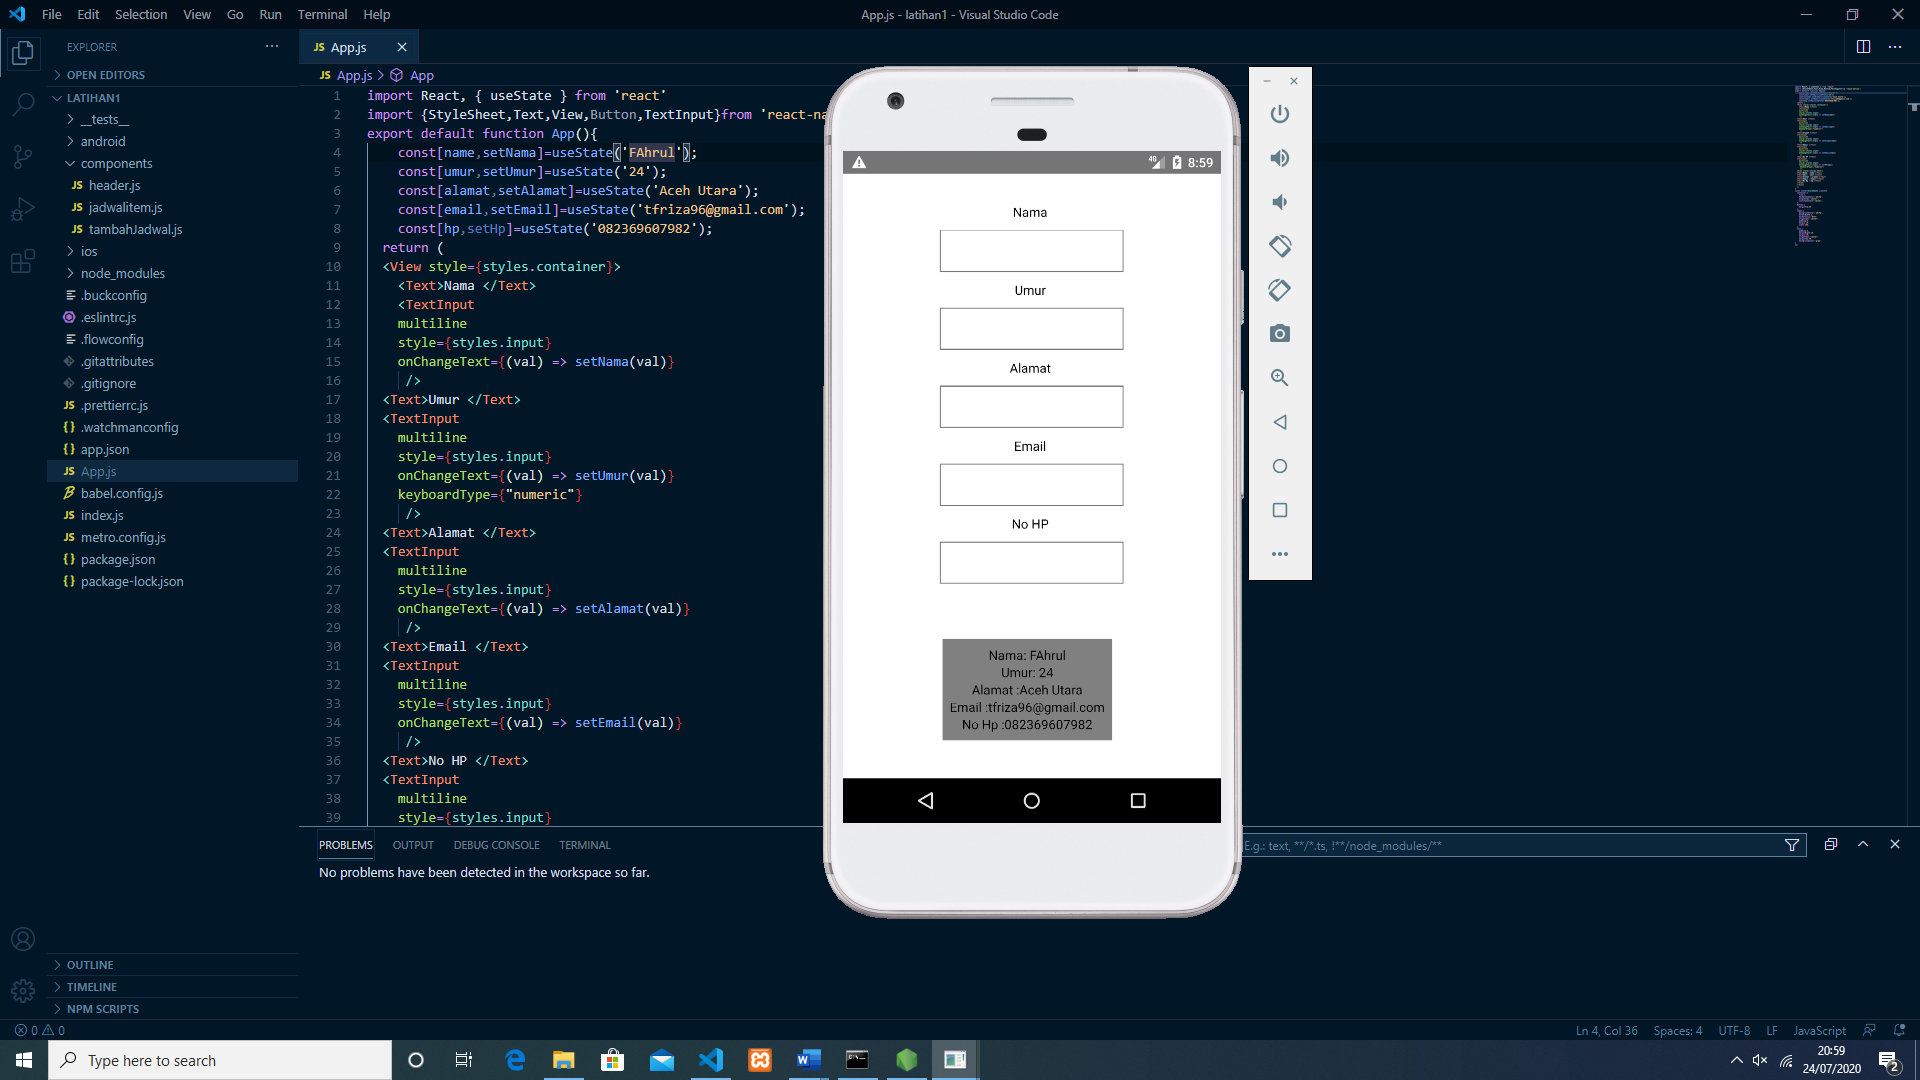 File Edit Selection View Go Run Terminal Help
App.js - latihan1 - Visual Studio Code
EXPLORER
OPEN EDITORS
LATIHAN1
__tests__
android
components
JS header.js
JS jadwalitem.js
JS tambahJadwal.js
ios
node_modules
.buckconfig
.eslintrc.js
.flowconfig
.gitattributes
.gitignore
JS .prettierrc.js
{} .watchmanconfig
{} app.json
JS App.js
babel.config.js
JS index.js
JS metro.config.js
{} package.json
{} package-lock.json
OUTLINE
TIMELINE
NPM SCRIPTS
JS App.js
JS App.js > App
1 import React, { useState } from 'react'
2 import {StyleSheet,Text,View,Button,TextInput}from 'react-na
3 export default function App(){
4 const[name,setNama]=useState('FAhrul');
5 const[umur,setUmur]=useState('24');
6 const[alamat,setAlamat]=useState('Aceh Utara');
7 const[email,setEmail]=useState('tfriza96@gmail.com');
8 const[hp,setHp]=useState('082369607982');
9 return (
10 <View style={styles.container}>
11 <Text>Nama </Text>
12 <TextInput
13 multiline
14 style={styles.input}
15 onChangeText={(val) => setNama(val)}
16 />
17 <Text>Umur </Text>
18 <TextInput
19 multiline
20 style={styles.input}
21 onChangeText={(val) => setUmur(val)}
22 keyboardType={"numeric"}
23 />
24 <Text>Alamat </Text>
25 <TextInput
26 multiline
27 style={styles.input}
28 onChangeText={(val) => setAlamat(val)}
29 />
30 <Text>Email </Text>
31 <TextInput
32 multiline
33 style={styles.input}
34 onChangeText={(val) => setEmail(val)}
35 />
36 <Text>No HP </Text>
37 <TextInput
38 multiline
39 style={styles.input}
4G 8:59
Nama
Umur
Alamat
Email
No HP
Nama: FAhrul
Umur: 24
Alamat :Aceh Utara
Email :tfriza96@gmail.com
No Hp :082369607982
PROBLEMS OUTPUT DEBUG CONSOLE TERMINAL
E.g.: text, **/*.ts, !**/node_modules/**
No problems have been detected in the workspace so far.
0 0
Ln 4, Col 36 Spaces: 4 UTF-8 LF JavaScript
Type here to search
20:59
24/07/2020
2